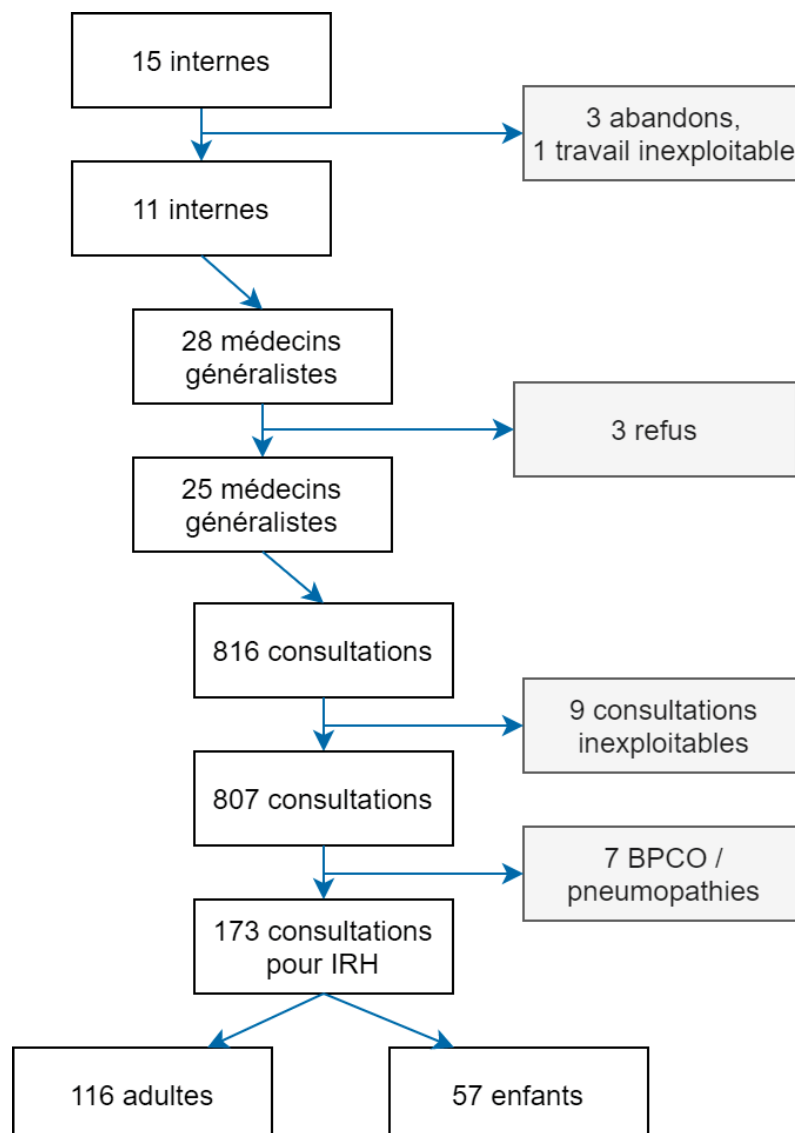 15 internes
3 abandons,
1 travail inexploitable
11 internes
28 médecins
généralistes
3 refus
25 médecins
généralistes
816 consultations
9 consultations
inexploitables
807 consultations
7 BPCO /
pneumopathies
173 consultations
pour IRH
116 adultes
57 enfants